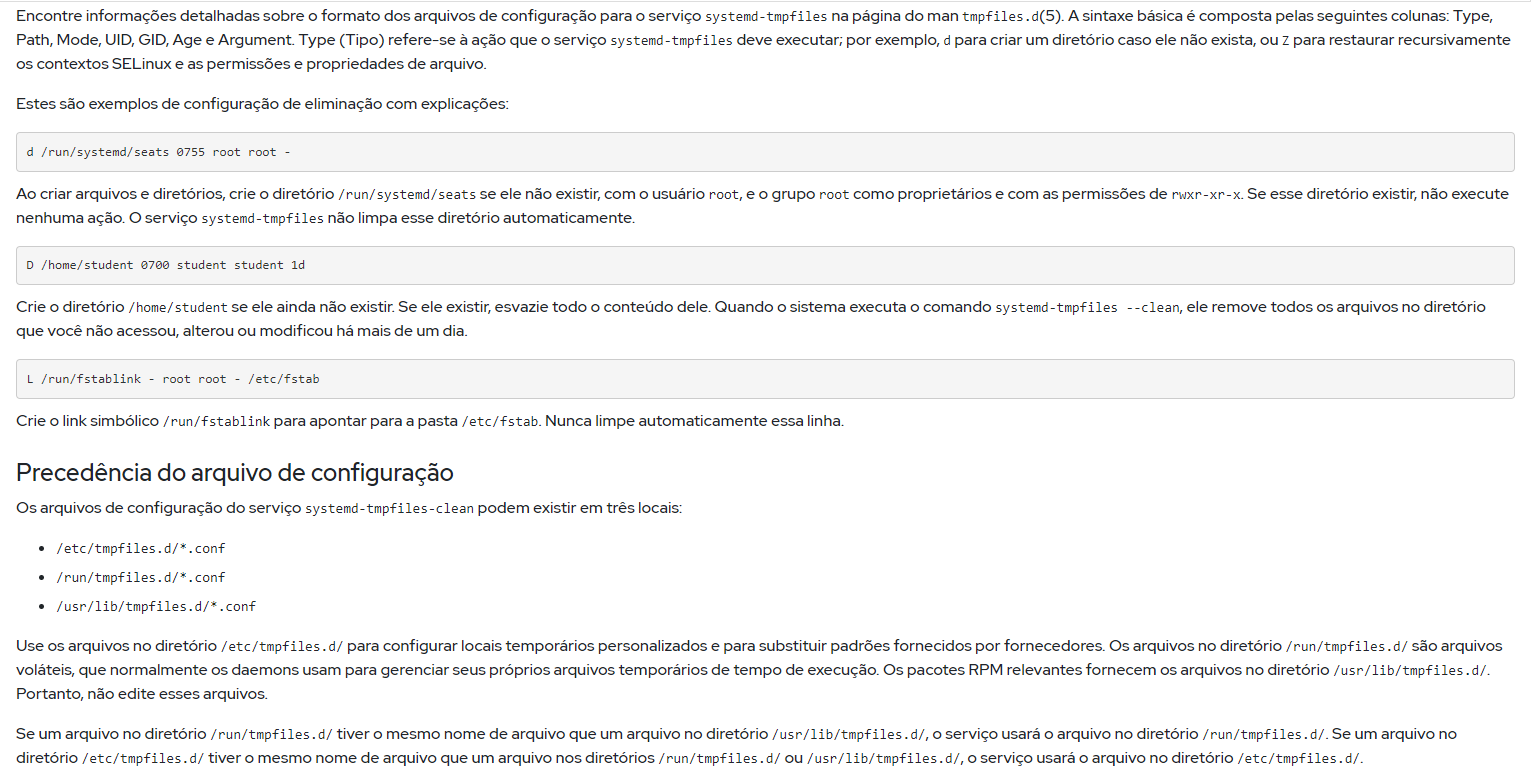 Encontre informações detalhadas sobre o formato dos arquivos de configuração para o serviço systemd-tmpfiles na página do man tmpfiles.d(5). A sintaxe básica é composta pelas seguintes colunas: Type,
Path, Mode, UID, GID, Age e Argument. Type (Tipo) refere-se à ação que o serviço systemd-tmpfiles deve executar; por exemplo, d para criar um diretório caso ele não exista, ou Z para restaurar recursivamente
os contextos SELinux e as permissões e propriedades de arquivo.
Estes são exemplos de configuração de eliminação com explicações:
d /run/systemd/seats 0755 root root -
Ao criar arquivos e diretórios, crie o diretório /run/systemd/seats se ele não existir, com o usuário root, e o grupo root como proprietários e com as permissões de rwxr-xr-x. Se esse diretório existir, não execute
nenhuma ação. O serviço systemd-tmpfiles não limpa esse diretório automaticamente.
D /home/student 0700 student student 1d
Crie o diretório /home/student se ele ainda não existir. Se ele existir, esvazie todo o conteúdo dele. Quando o sistema executa o comando systemd-tmpfiles --clean, ele remove todos os arquivos no diretório
que você não acessou, alterou ou modificou há mais de um dia.
L /run/fstablink - root root - /etc/fstab
Crie o link simbólico /run/fstablink para apontar para a pasta /etc/fstab. Nunca limpe automaticamente essa linha.
Precedência do arquivo de configuração
Os arquivos de configuração do serviço systemd-tmpfiles-clean podem existir em três locais:
• /etc/tmpfiles.d/*.conf
• /run/tmpfiles.d/*.conf
• /usr/lib/tmpfiles.d/*.conf
Use os arquivos no diretório /etc/tmpfiles.d/ para configurar locais temporários personalizados e para substituir padrões fornecidos por fornecedores. Os arquivos no diretório /run/tmpfiles.d/ são arquivos
voláteis, que normalmente os daemons usam para gerenciar seus próprios arquivos temporários de tempo de execução. Os pacotes RPM relevantes fornecem os arquivos no diretório /usr/lib/tmpfiles.d/.
Portanto, não edite esses arquivos.
Se um arquivo no diretório /run/tmpfiles.d/ tiver o mesmo nome de arquivo que um arquivo no diretório /usr/lib/tmpfiles.d/, o serviço usará o arquivo no diretório /run/tmpfiles.d/. Se um arquivo no
diretório /etc/tmpfiles.d/ tiver o mesmo nome de arquivo que um arquivo nos diretórios /run/tmpfiles.d/ ou /usr/lib/tmpfiles.d/, o serviço usará o arquivo no diretório /etc/tmpfiles.d/.